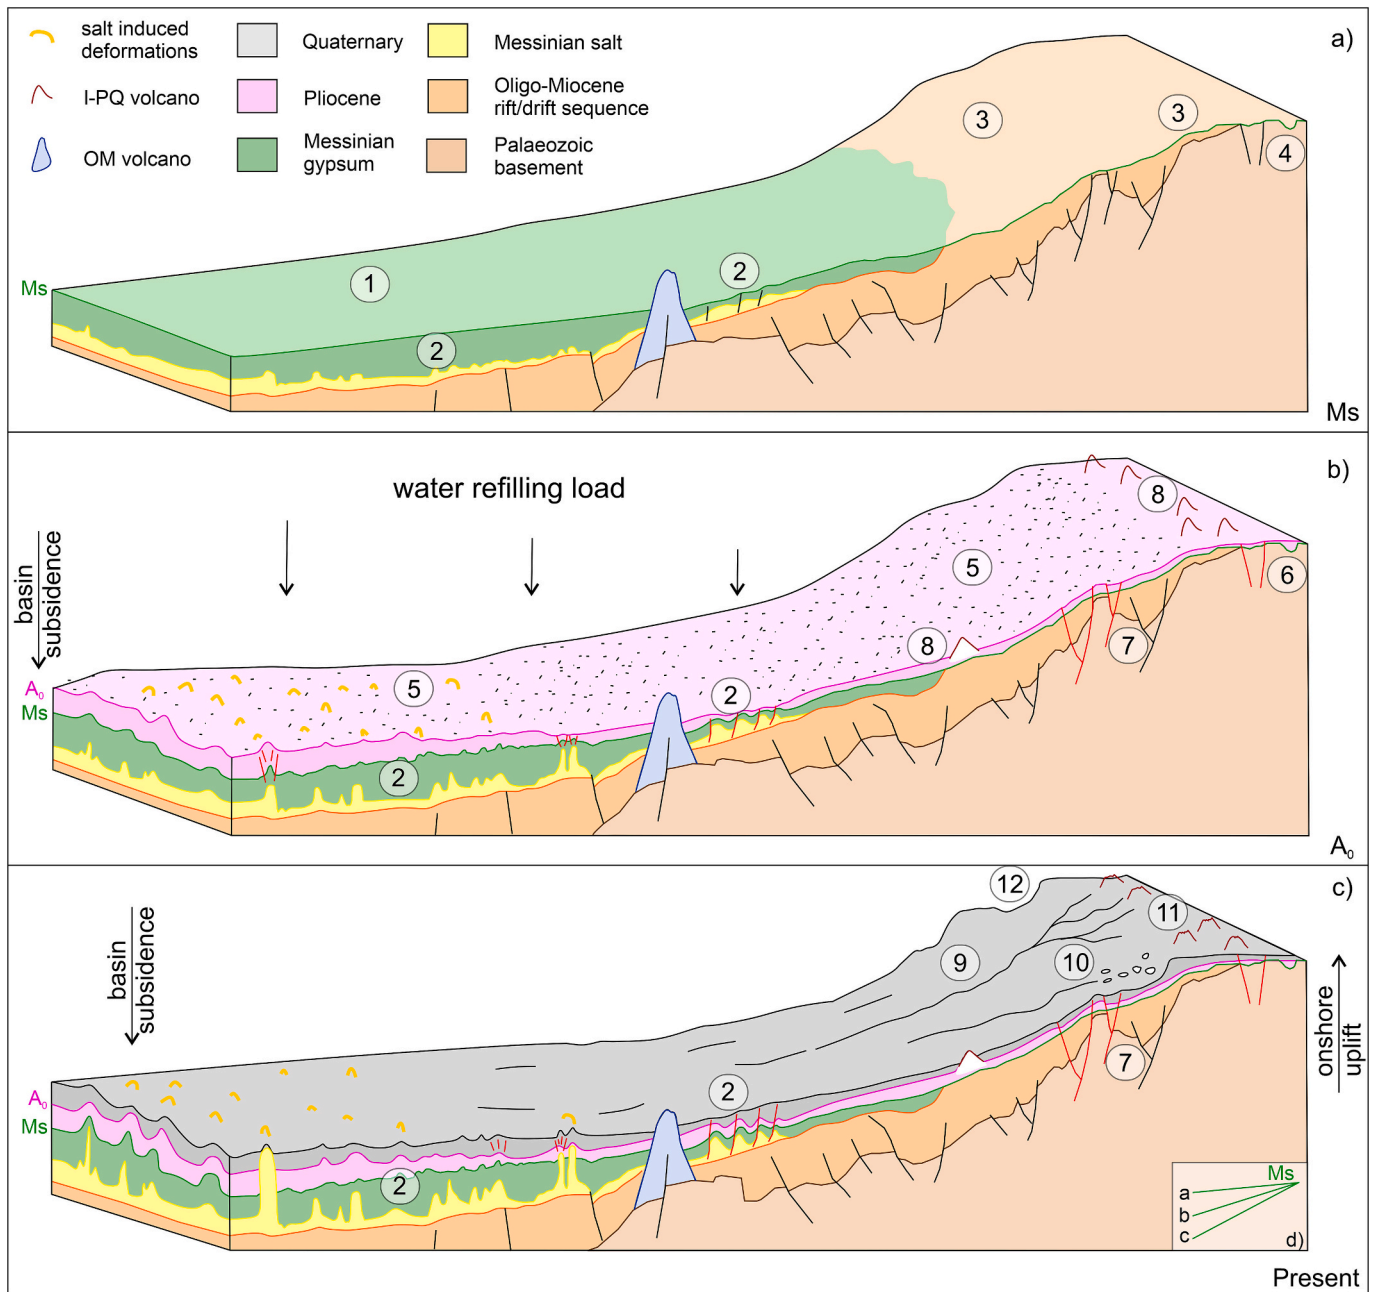 salt induced
deformations
I-PQ volcano
OM volcano
Quaternary
Pliocene
Messinian
gypsum
Messinian salt
Oligo-Miocene
rift/drift sequence
Palaeozoic
basement
a)
3
3
4
1
2
2
Ms
Ms
b)
water refilling load
basin
subsidence
8
5
6
8
7
5
2
2
A₀
Ms
A₀
c)
basin
subsidence
12
11
9
10
onshore
uplift
7
2
2
A₀
Ms
Ms
a
b
c
d)
Present